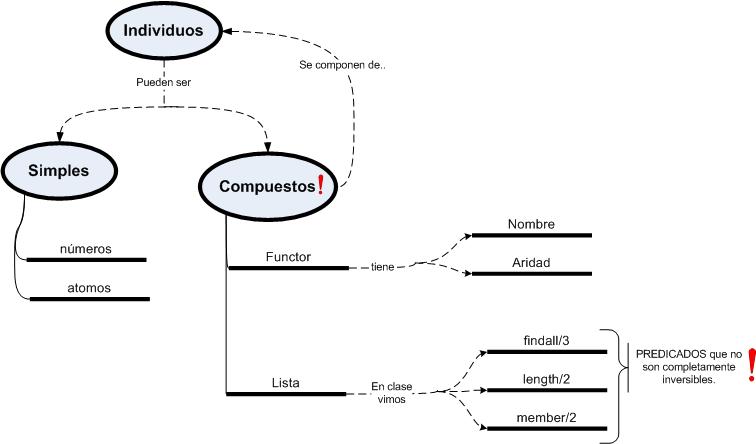 Individuos
Se componen de..
Pueden ser
Simples
Compuestos!
números
atomos
Functor
tiene
Nombre
Aridad
Lista
En clase
vimos
findall/3
length/2
member/2
PREDICADOS que no
son completamente
inversibles.
!